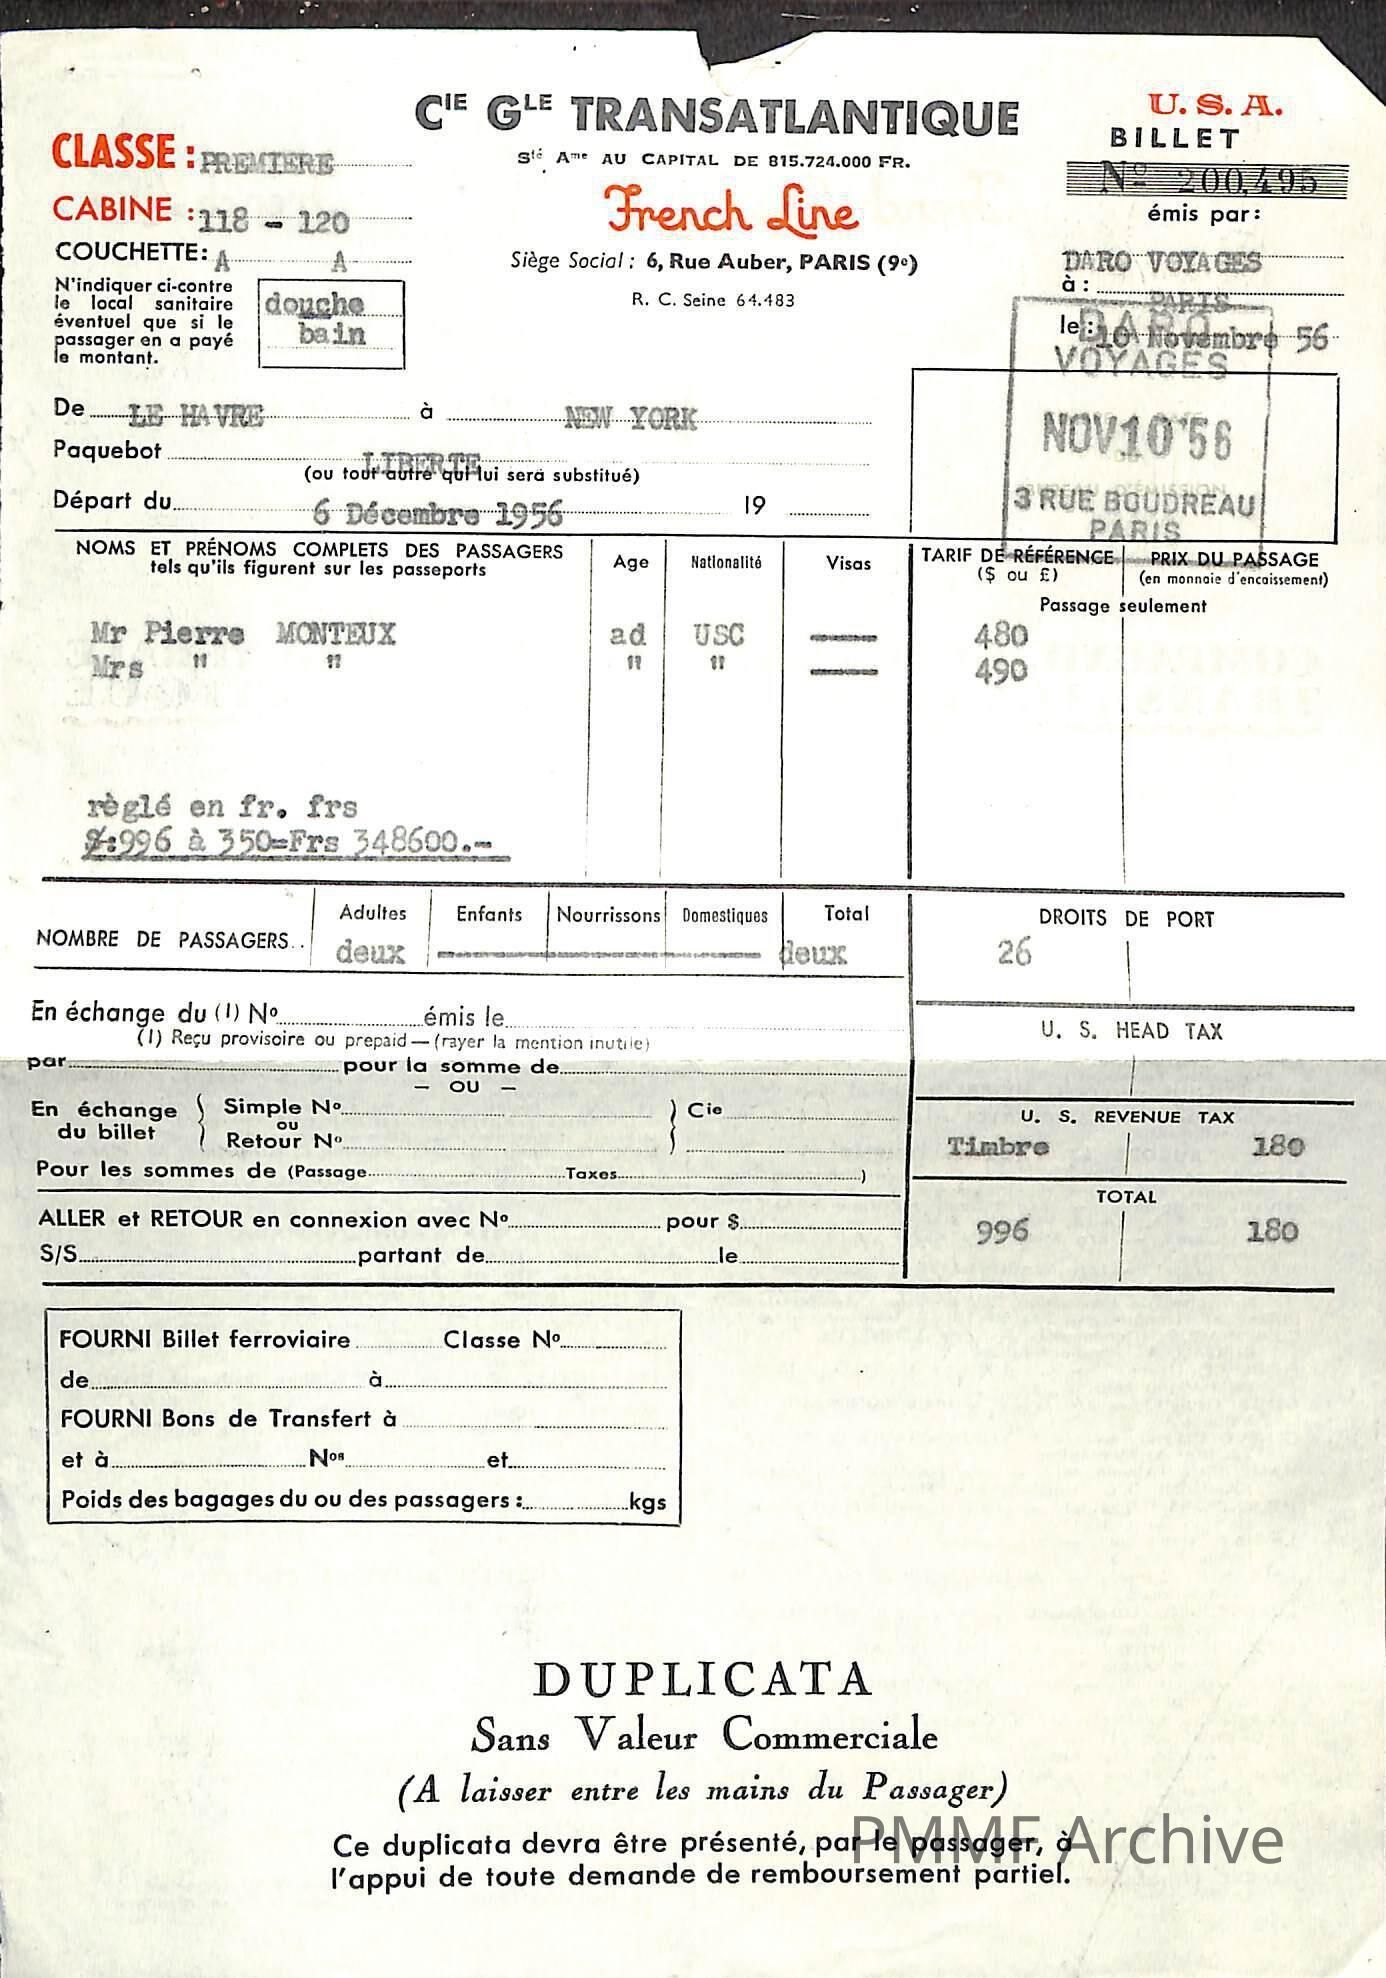 CIE GLE TRANSATLANTIQUE
Sté Ame AU CAPITAL DE 815.724.000 FR.
French Line
Siège Social : 6, Rue Auber, PARIS (9e)
R. C. Seine 64.483
U. S. A.
BILLET
No 200,495
émis par:
DARO VOYAGES
à : PARIS
le : 10 Novembre 56
DARO
VOYAGES
NOV 10 '56
3 RUE BOUDREAU
PARIS
CLASSE : PREMIERE
CABINE : 118 - 120
COUCHETTE: A A
N'indiquer ci-contre
le local sanitaire
éventuel que si le
passager en a payé
le montant.
douche
bain
De LE HAVRE à NEW YORK
Paquebot LIBERTE
(ou tout autre qui lui sera substitué)
Départ du 6 Décembre 1956 19
NOMS ET PRÉNOMS COMPLETS DES PASSAGERS
tels qu'ils figurent sur les passeports
Age
Nationalité
Visas
TARIF DE RÉFÉRENCE
($ ou £)
PRIX DU PASSAGE
(en monnaie d'encaissement)
Passage seulement
Mr Pierre MONTEUX ad USC —— 480
Mrs " " " " —— 490
règlé en fr. frs
$:996 à 350=Frs 348600.-
NOMBRE DE PASSAGERS..
Adultes Enfants Nourrissons Domestiques Total
deux deux
DROITS DE PORT
26
En échange du (1) No émis le
(1) Reçu provisoire ou prepaid — (rayer la mention inutile)
par pour la somme de
— OU —
En échange
du billet
Simple No
ou
Retour No
Cie
Pour les sommes de (Passage Taxes )
U. S. HEAD TAX
U. S. REVENUE TAX
Timbre 180
TOTAL
996 180
ALLER et RETOUR en connexion avec No pour $
S/S partant de le
FOURNI Billet ferroviaire Classe No
de à
FOURNI Bons de Transfert à
et à Nos et
Poids des bagages du ou des passagers : kgs
DUPLICATA
Sans Valeur Commerciale
(A laisser entre les mains du Passager)
Ce duplicata devra être présenté, par le passager, à
l'appui de toute demande de remboursement partiel.
PMMF Archive